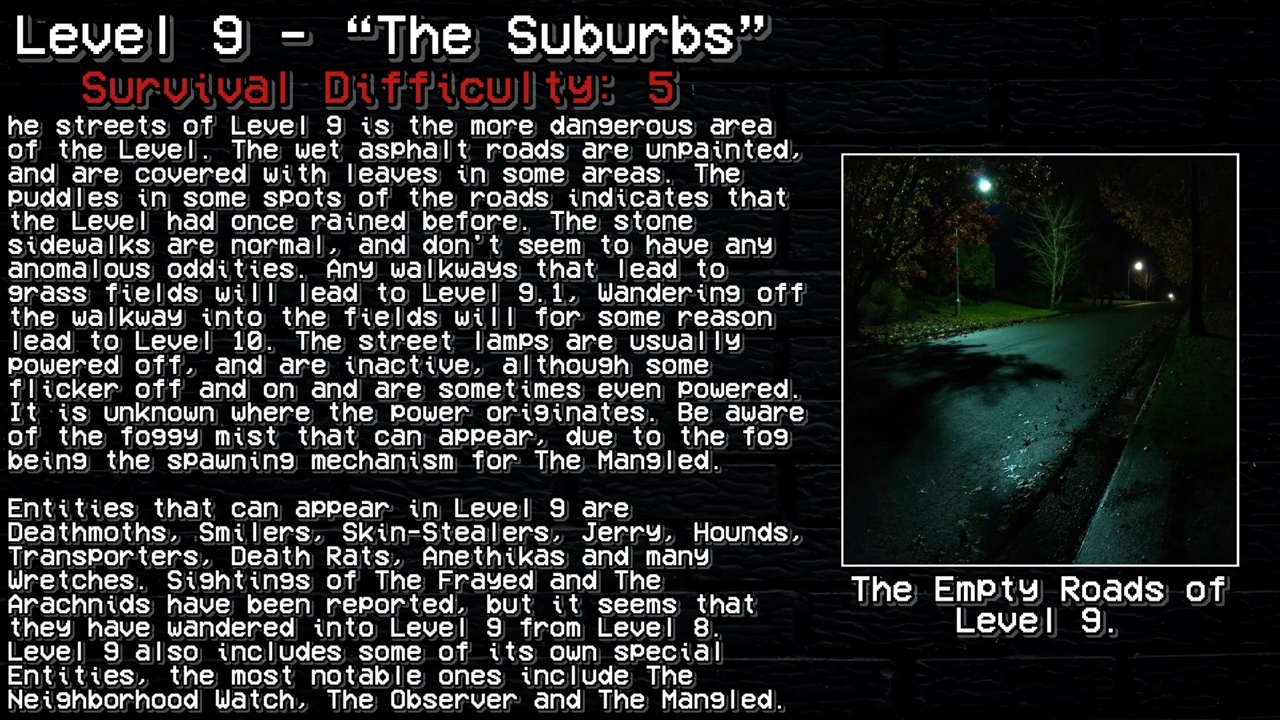 Level 9 - “The Suburbs”
Survival Difficulty: 5
he streets of Level 9 is the more dangerous area
of the Level. The wet asphalt roads are unpainted,
and are covered with leaves in some areas. The
puddles in some spots of the roads indicates that
the Level had once rained before. The stone
sidewalks are normal, and don't seem to have any
anomalous oddities. Any walkways that lead to
grass fields will lead to Level 9.1, Wandering off
the walkway into the fields will for some reason
lead to Level 10. The street lamps are usually
powered off, and are inactive, although some
flicker off and on and are sometimes even powered.
It is unknown where the power originates. Be aware
of the foggy mist that can appear, due to the fog
being the spawning mechanism for The Mangled.
Entities that can appear in Level 9 are
Deathmoths, Smilers, Skin-Stealers, Jerry, Hounds,
Transporters, Death Rats, Anethikas and many
Wretches. Sightings of The Frayed and The
Arachnids have been reported, but it seems that
they have wandered into Level 9 from Level 8.
Level 9 also includes some of its own special
Entities, the most notable ones include The
Neighborhood Watch, The Observer and The Mangled.
The Empty Roads of
Level 9.